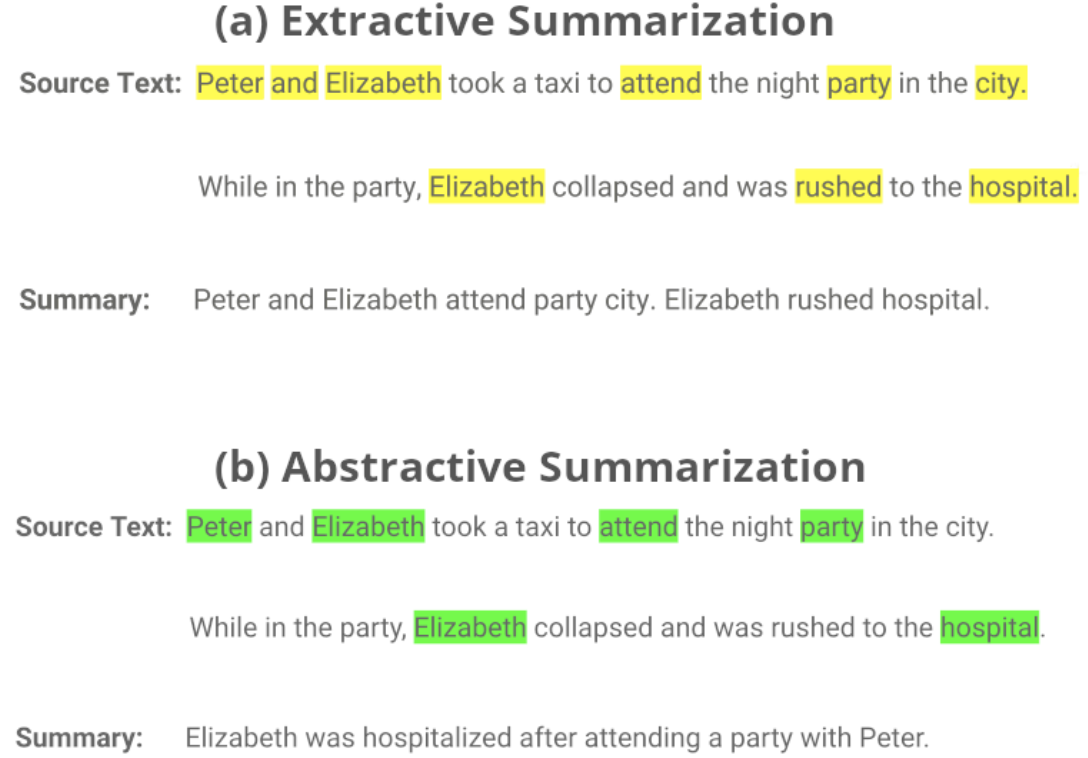 (a) Extractive Summarization
Source Text: Peter and Elizabeth took a taxi to attend the night party in the city.
While in the party, Elizabeth collapsed and was rushed to the hospital.
Summary: Peter and Elizabeth attend party city. Elizabeth rushed hospital.
(b) Abstractive Summarization
Source Text: Peter and Elizabeth took a taxi to attend the night party in the city.
While in the party, Elizabeth collapsed and was rushed to the hospital.
Summary: Elizabeth was hospitalized after attending a party with Peter.